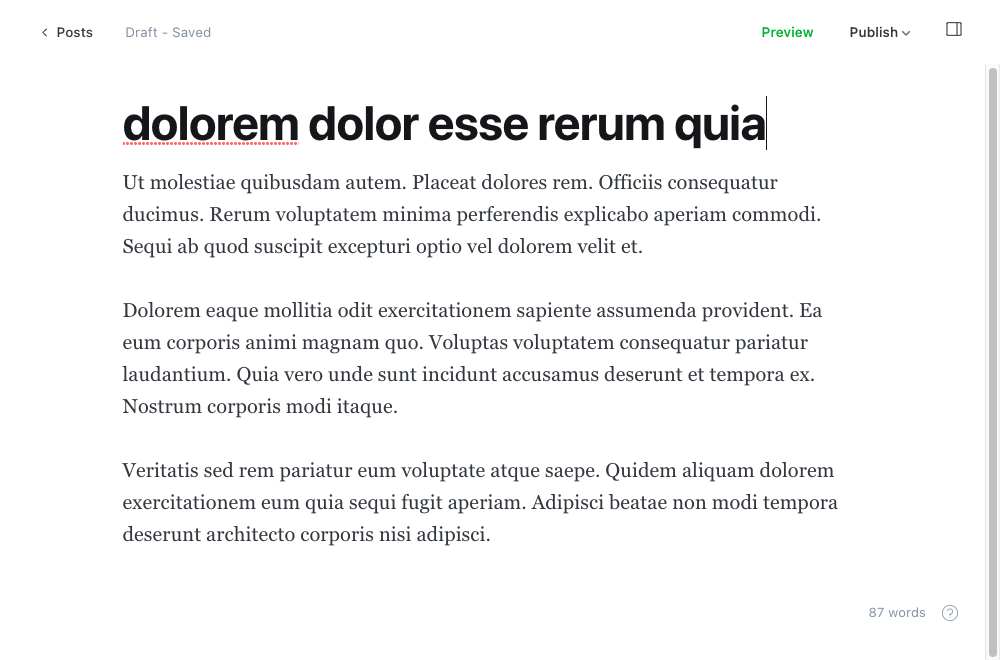 Posts
Draft - Saved
Preview
Publish
dolorem dolor esse rerum quia
Ut molestiae quibusdam autem. Placeat dolores rem. Officiis consequatur
ducimus. Rerum voluptatem minima perferendis explicabo aperiam commodi.
Sequi ab quod suscipit excepturi optio vel dolorem velit et.
Dolorem eaque mollitia odit exercitationem sapiente assumenda provident. Ea
eum corporis animi magnam quo. Voluptas voluptatem consequatur pariatur
laudantium. Quia vero unde sunt incidunt accusamus deserunt et tempora ex.
Nostrum corporis modi itaque.
Veritatis sed rem pariatur eum voluptate atque saepe. Quidem aliquam dolorem
exercitationem eum quia sequi fugit aperiam. Adipisci beatae non modi tempora
deserunt architecto corporis nisi adipisci.
87 words
?